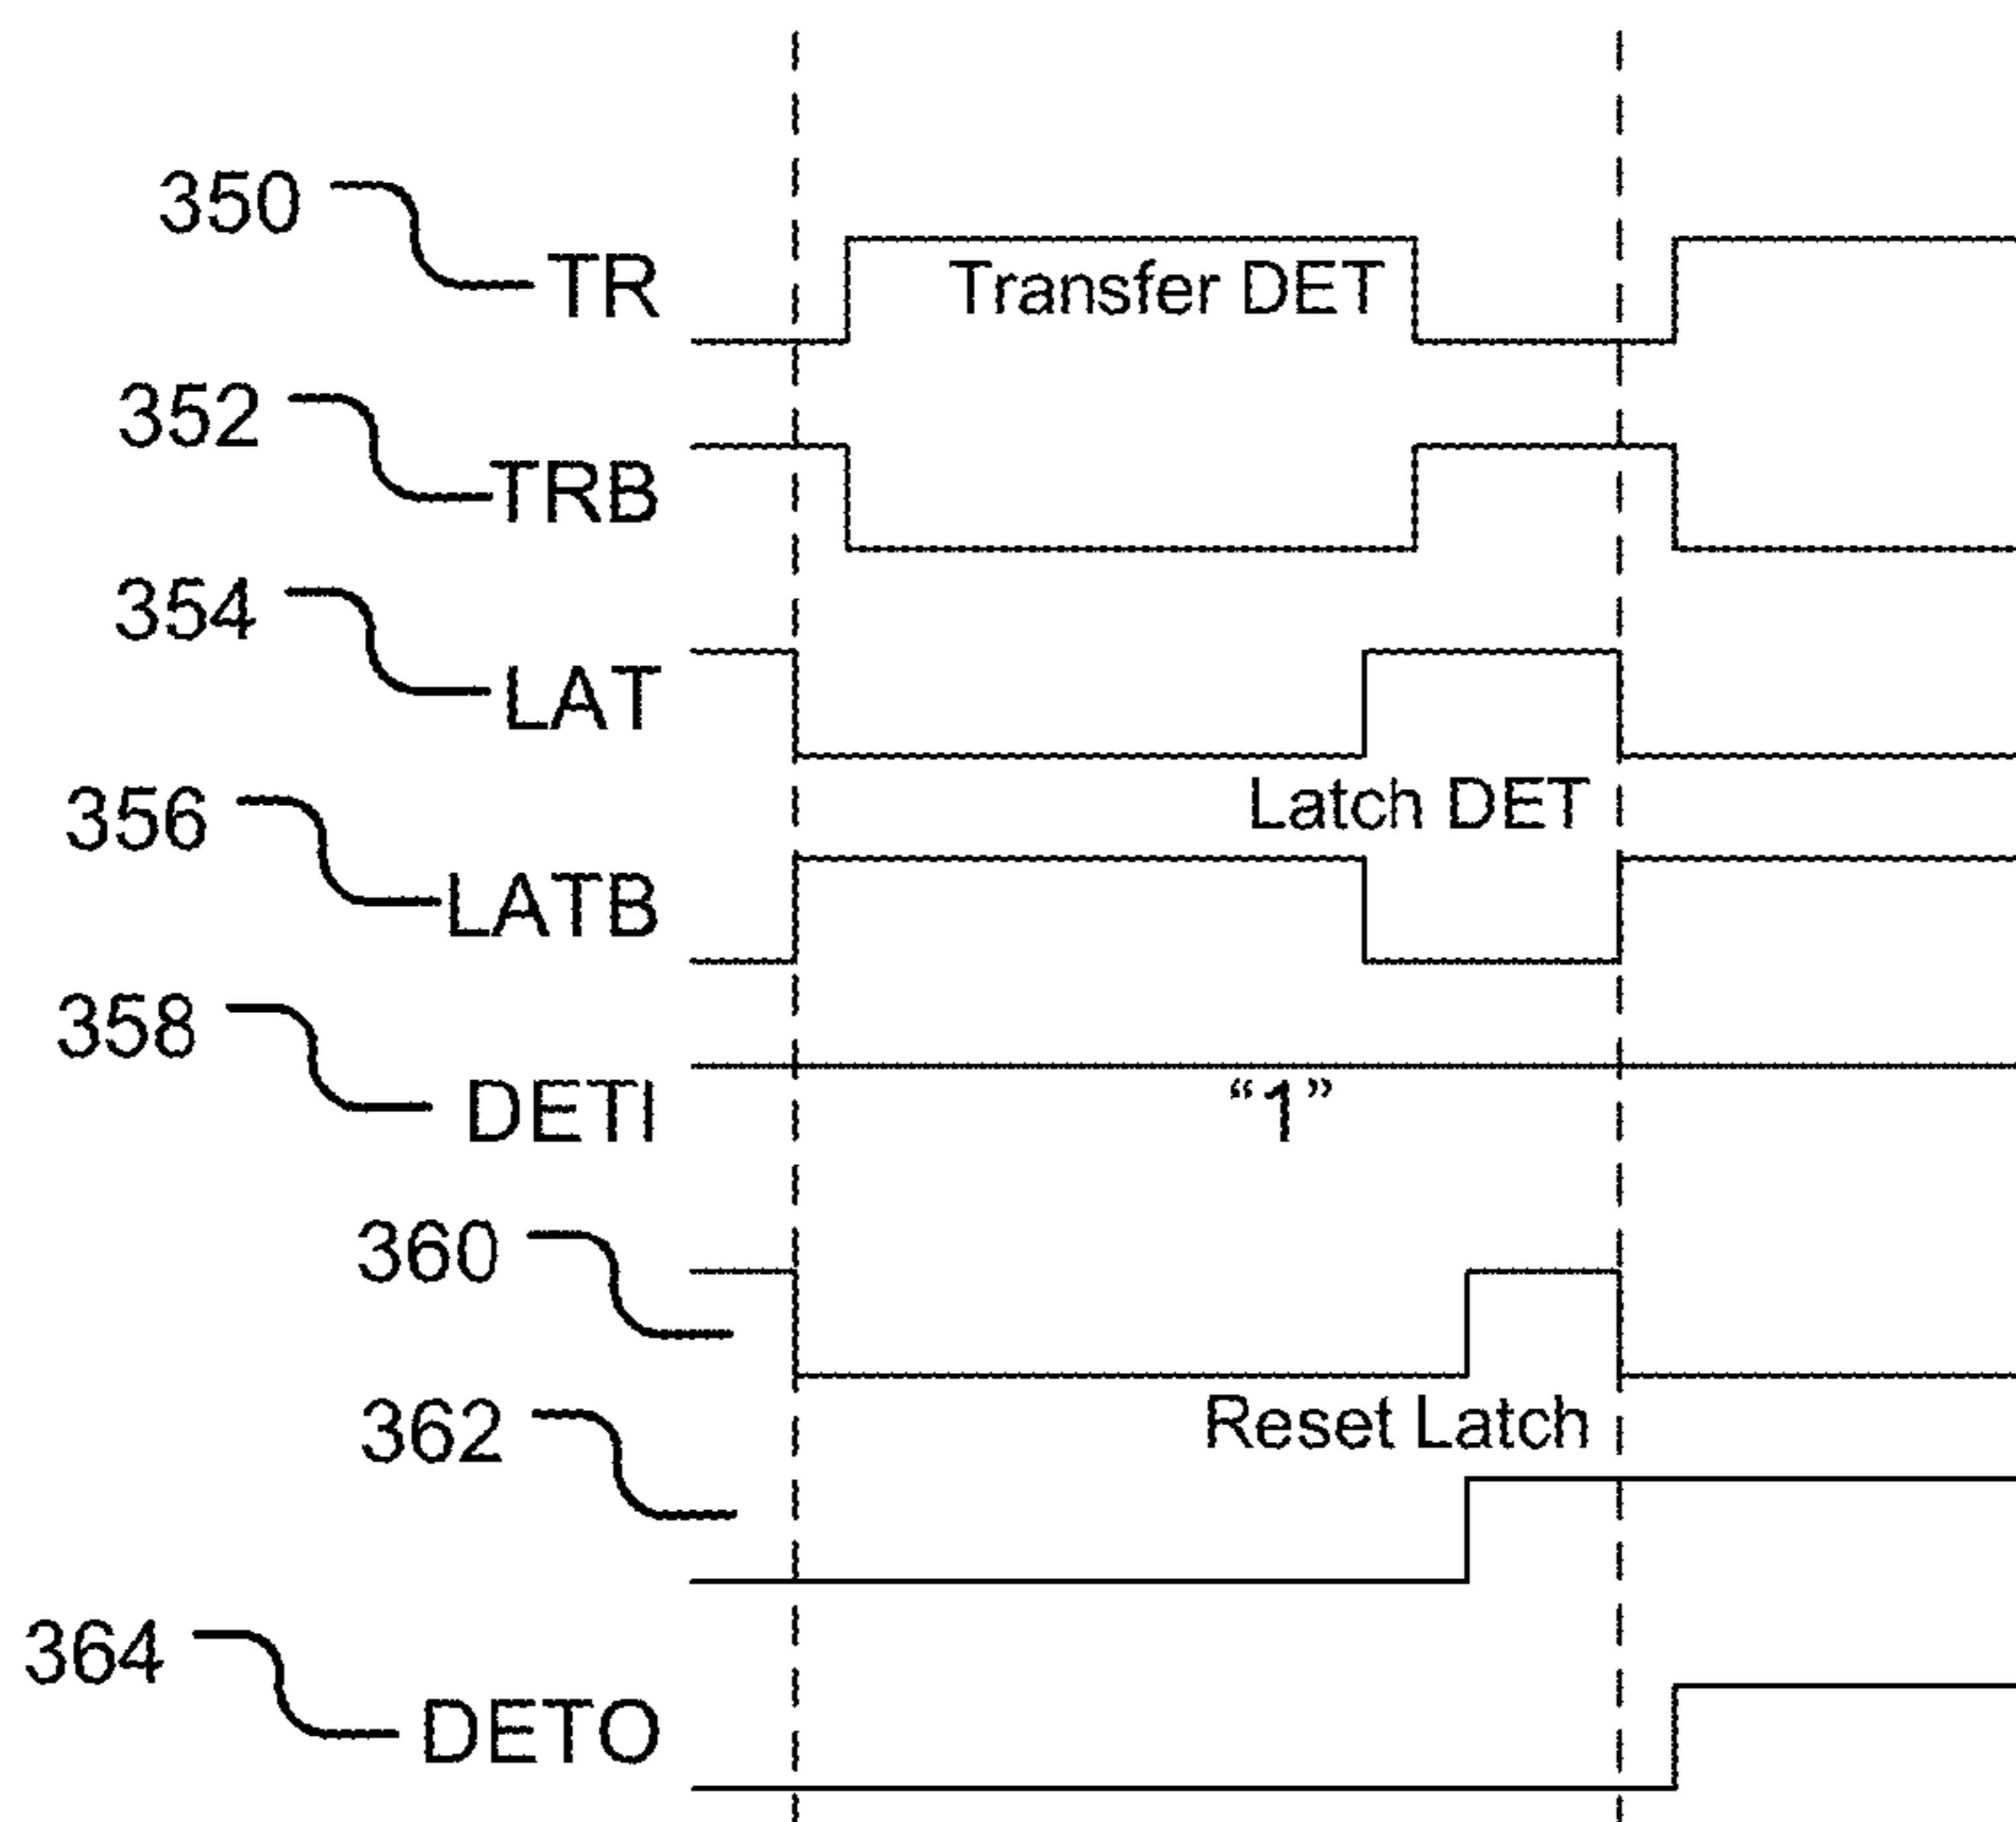 350
TR
Transfer DET
352
TRB
354
LAT
Latch DET
356
LATB
358
DETI
“1”
360
Reset Latch
362
364
DETO